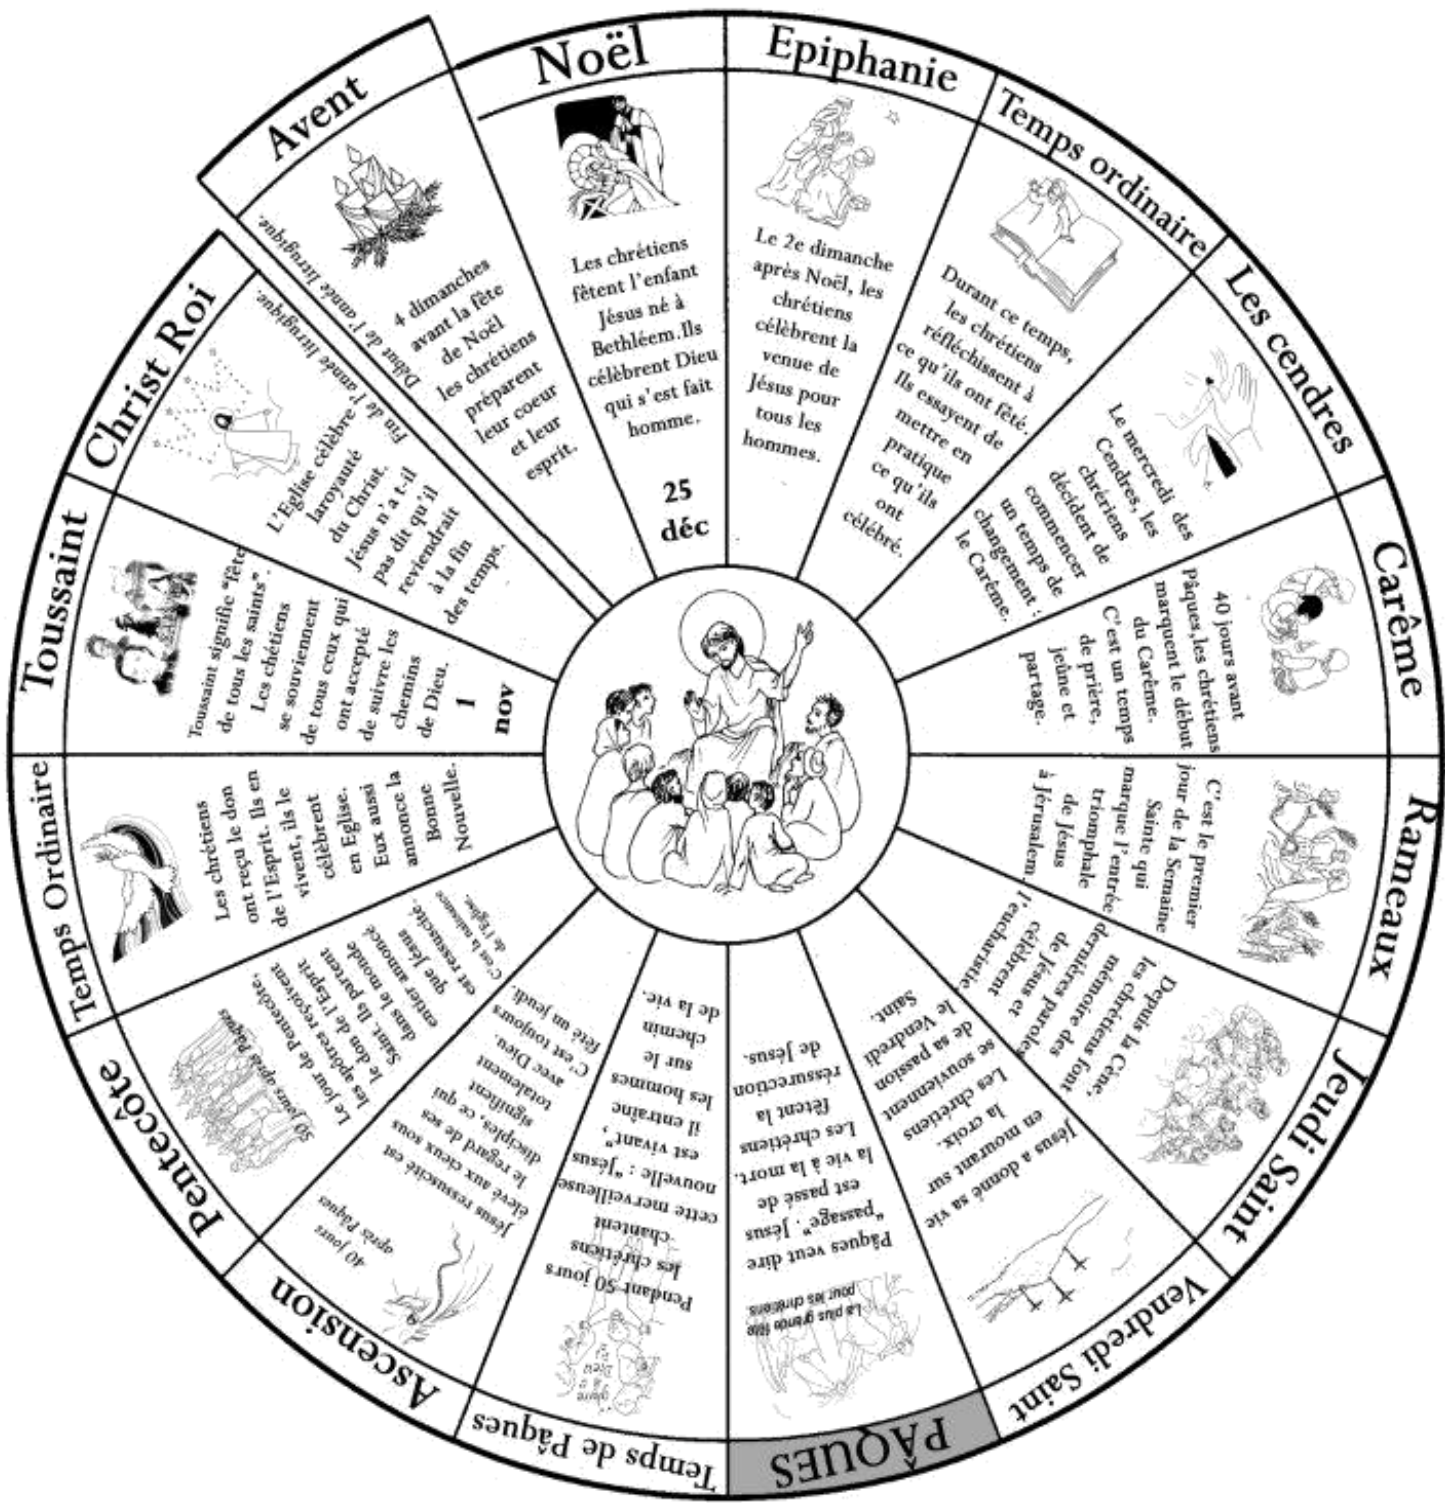 Avent
Début de l'année litrugique.
4 dimanches
avant la fête
de Noël
les chrétiens
préparent
leur coeur
et leur
esprit.
Noël
Les chrétiens
fêtent l'enfant
Jésus né à
Bethléem.Ils
célèbrent Dieu
qui s'est fait
homme.
25
déc
Epiphanie
Le 2e dimanche
après Noël, les
chrétiens
célèbrent la
venue de
Jésus pour
tous les
hommes.
Temps ordinaire
Durant ce temps,
les chrétiens
réfléchissent à
ce qu'ils ont fêté.
Ils essayent de
mettre en
pratique
ce qu'ils
ont
célébré.
Les cendres
Le mercredi des
Cendres, les
chrériens
décident de
commencer
un temps de
changement :
le Carême.
Carême
40 jours avant
Pâques,les chrétiens
marquent le début
du Carême.
C'est un temps
de prière,
jeûne et
partage.
Rameaux
C'est le premier
jour de la Semaine
Sainte qui
marque l'entrée
triomphale
de Jésus
à Jérusalem
Jeudi Saint
Depuis la Cène,
les chrétiens font
mémoire des
dernières paroles
de Jésus et
célèbrent
l'eucharistie
Vendredi Saint
Jésus a donné sa vie
en mourant sur
la croix.
Les chrétiens
se souviennent
de sa passion
le Vendredi
Saint.
PÂQUES
La plus grande fête
pour les chrétiens
Pâques veut dire
"passage". Jésus
est passé de
la vie à la mort.
Les chrétiens
fêtent la
résurection
de Jésus.
Temps de Pâques
Pendant 50 jours
les chrétiens
chantent
cette merveilleuse
nouvelle : "Jésus
est vivant",
il entraîne
les hommes
sur le
chemin
de la vie.
Ascension
40 jours
après Pâques
Jésus ressuscité est
élevé aux cieux sous
le regard de ses
disciples, ce qui
signifient
totalement
avec Dieu.
C'est toujours
fêté un jeudi.
Pentecôte
50 jours après Pâques
Le jour de Pentecôte,
les apôtres reçoivent
le don de l'Esprit
Saint. Ils partent
dans le monde
entier annoncé
que Jésus
est ressuscité.
C'est la naissance
de l'Eglise.
Temps Ordinaire
Les chrétiens
ont reçu le don
de l'Esprit. Ils en
vivent, ils le
célèbrent
en Eglise.
Eux aussi
annonce la
Bonne
Nouvelle.
Toussaint
Toussaint signific "fête
de tous les saints".
Les chétiens
se souviennent
de tous ceux qui
ont accepté
de suivre les
chemins
de Dieu.
1
nov
Christ Roi
Fin de l'année litrugique.
L'Eglise célèbre
laroyauté
du Christ.
Jésus n'a t-il
pas dit qu'il
reviendrait
à la fin
des temps.